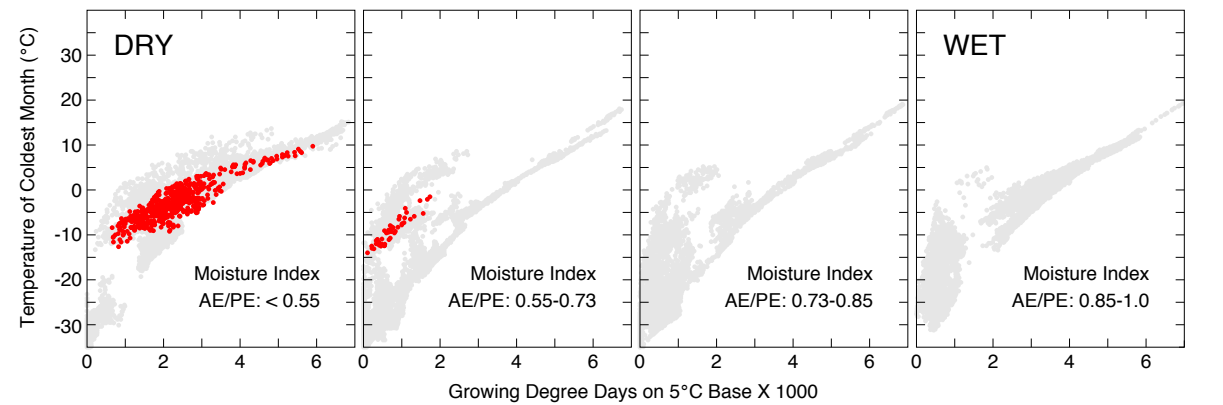 Temperature of Coldest Month (°C)
30
20
10
0
-10
-20
-30
DRY
Moisture Index
AE/PE: < 0.55
0 2 4 6
Moisture Index
AE/PE: 0.55-0.73
0 2 4 6
Moisture Index
AE/PE: 0.73-0.85
0 2 4 6
WET
Moisture Index
AE/PE: 0.85-1.0
0 2 4 6
Growing Degree Days on 5°C Base X 1000